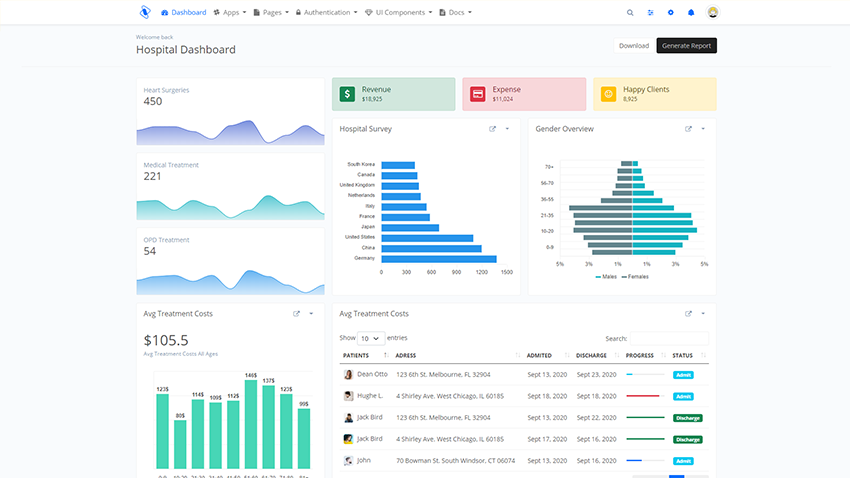 Dashboard Apps Pages Authentication UI Components Docs
Welcome back
Hospital Dashboard
Download Generate Report
Heart Surgeries
450
Medical Treatment
221
OPD Treatment
54
Revenue
$18,925
Expense
$11,024
Happy Clients
8,925
Hospital Survey
South Korea
Canada
United Kingdom
Netherlands
Italy
France
Japan
United States
China
Germany
0 300 600 900 1200 1500
Gender Overview
70+
56-70
36-55
21-35
10-20
0-9
5% 3% 1% 1% 3% 5%
Males Females
Avg Treatment Costs
$105.5
Avg Treatment Costs All Ages
123$ 80$ 114$ 109$ 112$ 146$ 137$ 123$ 99$
Avg Treatment Costs
Show 10 entries
Search:
PATIENTS ADRESS ADMITED DISCHARGE PROGRESS STATUS
Dean Otto 123 6th St. Melbourne, FL 32904 Sept 13, 2020 Sept 23, 2020 Admit
Hughe L. 4 Shirley Ave. West Chicago, IL 60185 Sept 18, 2020 Sept 18, 2020 Admit
Jack Bird 123 6th St. Melbourne, FL 32904 Sept 13, 2020 Sept 22, 2020 Discharge
Jack Bird 4 Shirley Ave. West Chicago, IL 60185 Sept 17, 2020 Sept 16, 2020 Discharge
John 70 Bowman St. South Windsor, CT 06074 Sept 13, 2020 Sept 16, 2020 Admit